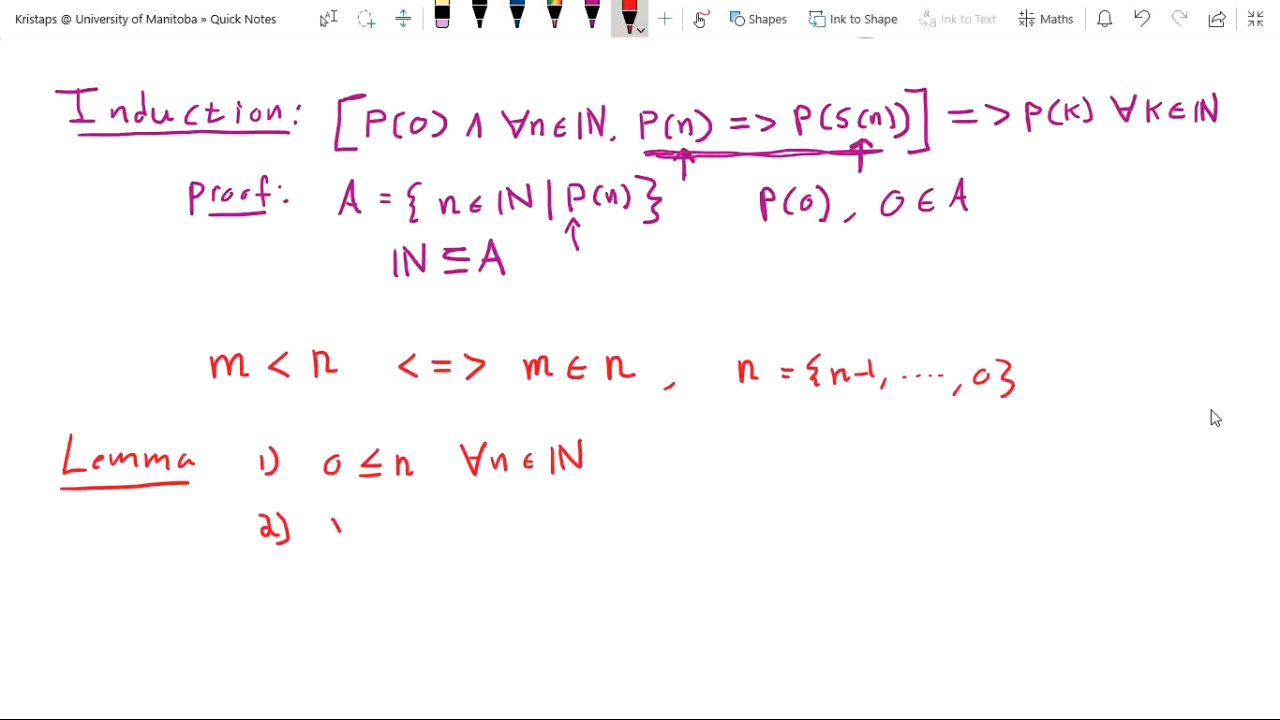 Kristaps @ University of Manitoba » Quick Notes Shapes Ink to Shape Ink to Text Maths
Induction: [P(0) ∧ ∀n∈ℕ. P(n) => P(S(n))] => P(k) ∀k∈ℕ
Proof: A = {n∈ℕ | P(n)} P(0), 0∈A
ℕ ⊆ A
m < n <=> m∈n, n = {n-1, ...., 0}
Lemma 1) 0 ≤ n ∀n∈ℕ
2)